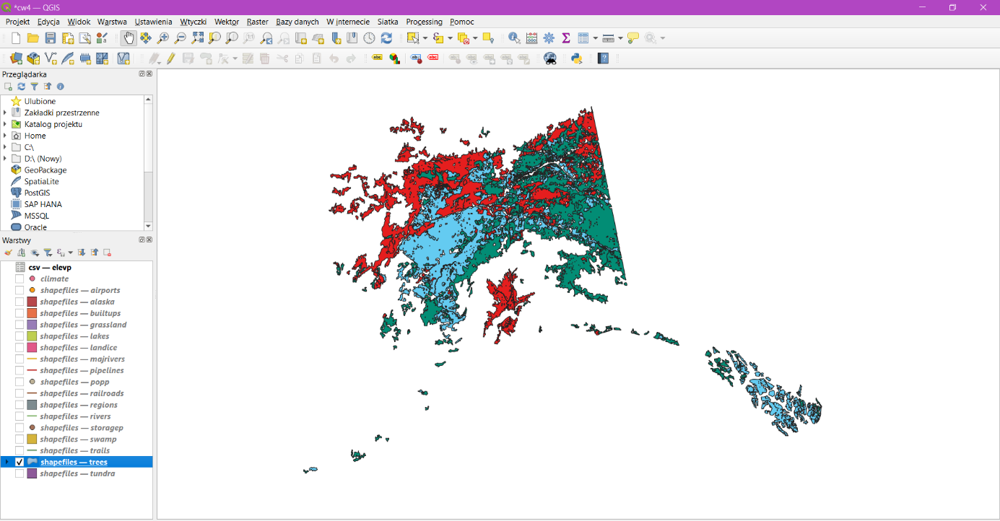 *cw4 — QGIS
Projekt Edycja Widok Warstwa Ustawienia Wtyczki Wektor Raster Bazy danych W internecie Siatka Processing Pomoc
Przeglądarka
Ulubione
Zakładki przestrzenne
Katalog projektu
Home
C:\
D:\ (Nowy)
GeoPackage
SpatiaLite
PostGIS
SAP HANA
MSSQL
Oracle
Warstwy
csv — elevp
climate
shapefiles — airports
shapefiles — alaska
shapefiles — builtups
shapefiles — grassland
shapefiles — lakes
shapefiles — landice
shapefiles — majrivers
shapefiles — pipelines
shapefiles — popp
shapefiles — railroads
shapefiles — regions
shapefiles — rivers
shapefiles — storagep
shapefiles — swamp
shapefiles — trails
shapefiles — trees
shapefiles — tundra